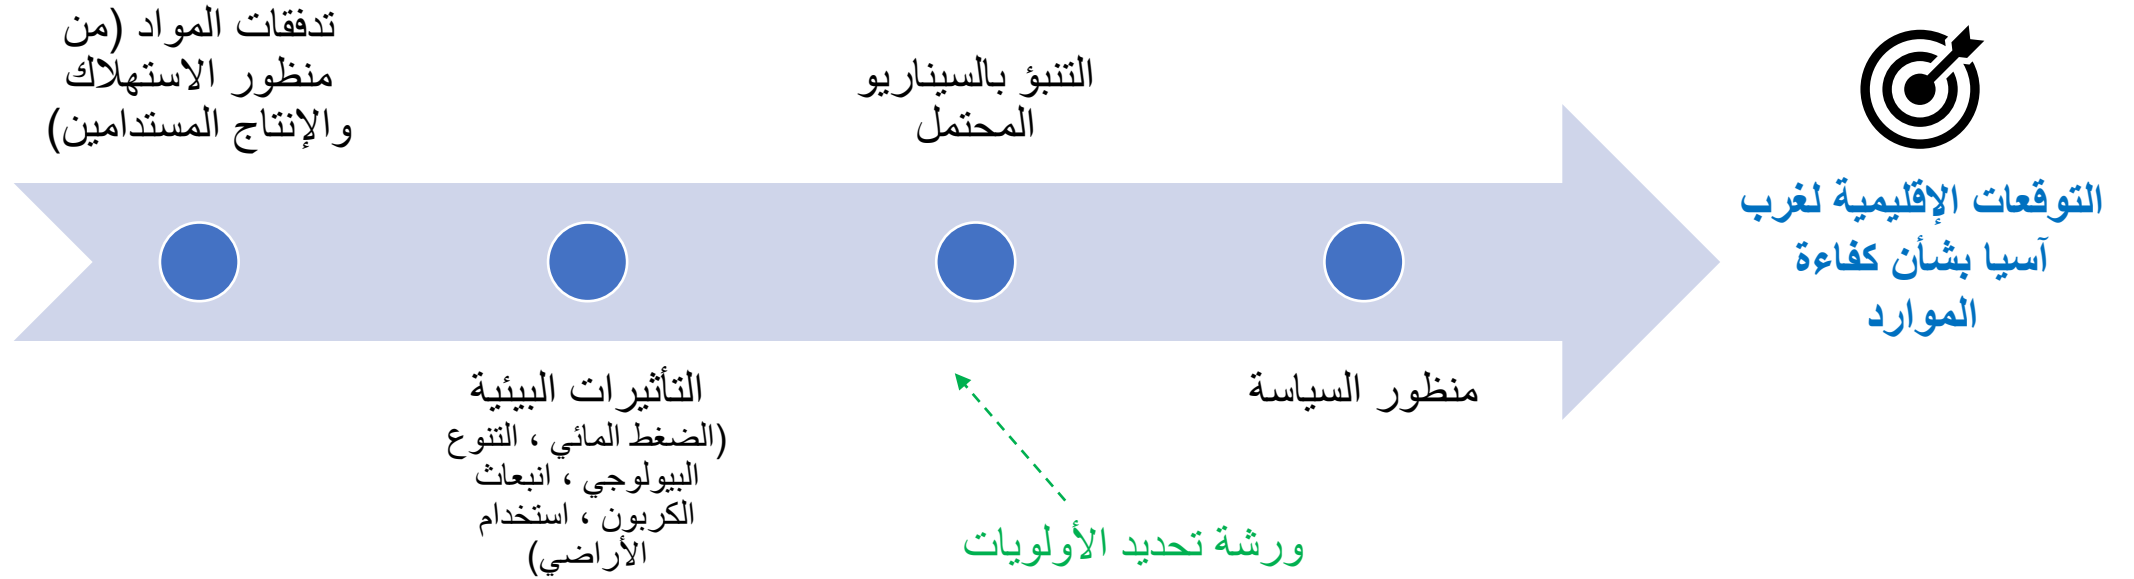 تدفقات المواد (من
منظور الاستهلاك
والإنتاج المستدامين)
التأثيرات البيئية
(الضغط المائي ، التنوع
البيولوجي ، انبعاث
الكربون ، استخدام
الأراضي)
التنبؤ بالسيناريو
المحتمل
ورشة تحديد الأولويات
منظور السياسة
التوقعات الإقليمية لغرب
آسيا بشأن كفاءة
الموارد